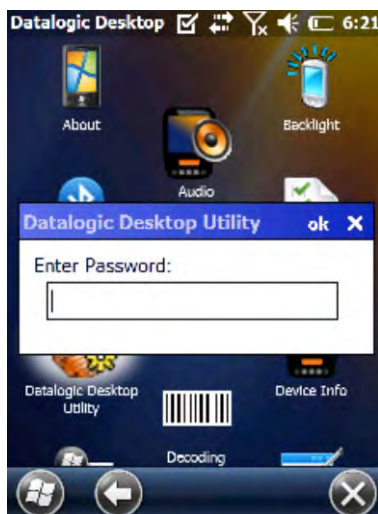 Datalogic Desktop 6:21
About
Backlight
Audio
Datalogic Desktop Utility ok X
Enter Password:
Datalogic Desktop
Utility
Device Info
Decoding